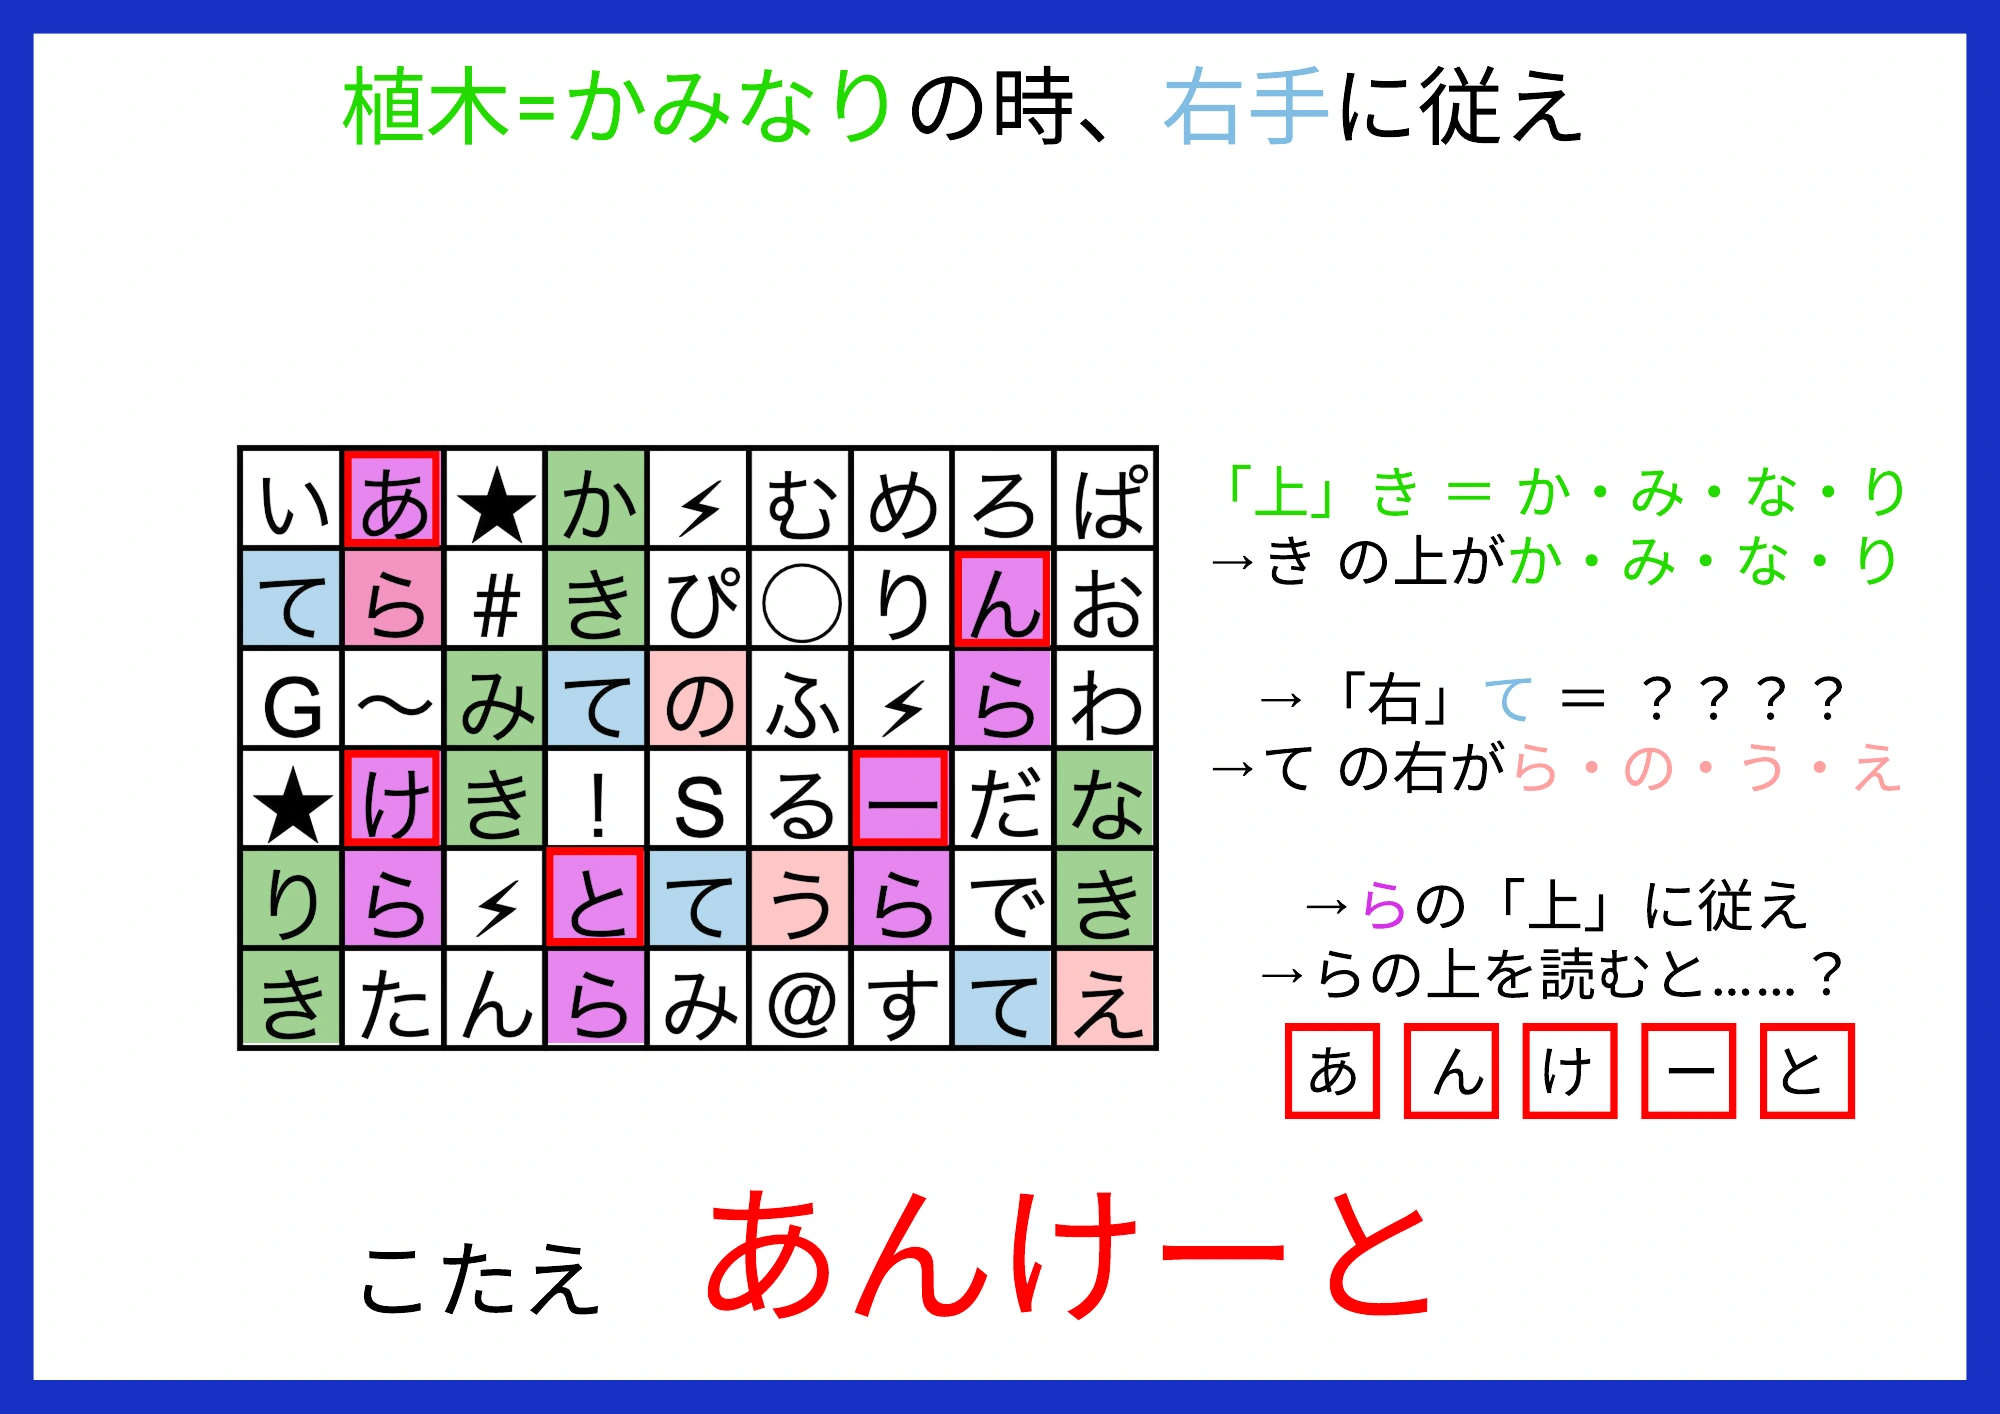 植木=かみなりの時、右手に従え
い あ ★ か ⚡ む め ろ ぱ
て ら # き ぴ ◯ り ん お
G 〜 み て の ふ ⚡ ら わ
★ け き ! S る ー だ な
り ら ⚡ と て う ら で き
き た ん ら み @ す て え
「上」き = か・み・な・り
→き の上がか・み・な・り
→「右」て = ????
→て の右がら・の・う・え
→らの「上」に従え
→らの上を読むと……?
あ ん け ー と
こたえ あんけーと